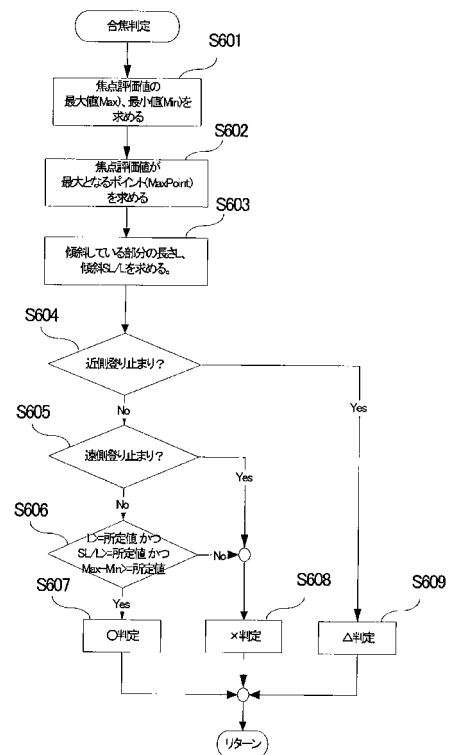 合焦判定
S601
焦点評価値の
最大値(Max)、最小値(Min)を
求める
S602
焦点評価値が
最大となるポイント(MaxPoint)
を求める
S603
傾斜している部分の長さL、
傾斜SL/Lを求める。
S604
近側登り止まり？
Yes
No
S605
遠側登り止まり？
Yes
No
S606
L>=所定値 かつ
SL/L>=所定値 かつ
Max-Min>=所定値
No
Yes
S607
〇判定
S608
×判定
S609
△判定
リターン